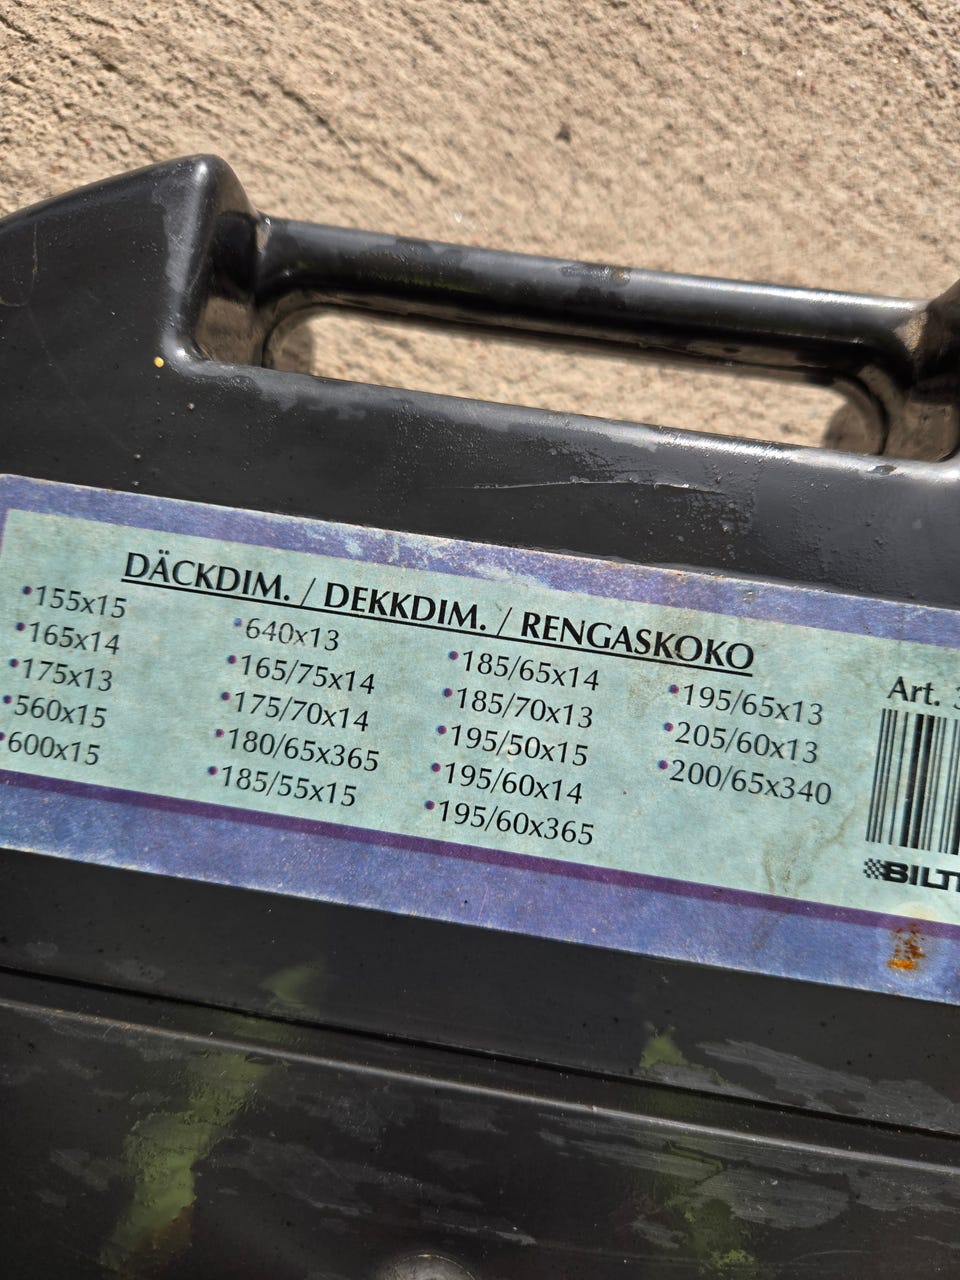 DÄCKDIM. / DEKKDIM. / RENGASKOKO
•155x15
•165x14
•175x13
•560x15
•600x15
•640x13
•165/75x14
•175/70x14
•180/65x365
•185/55x15
•185/65x14
•185/70x13
•195/50x15
•195/60x14
•195/60x365
•195/65x13
•205/60x13
•200/65x340
Art.
BILT